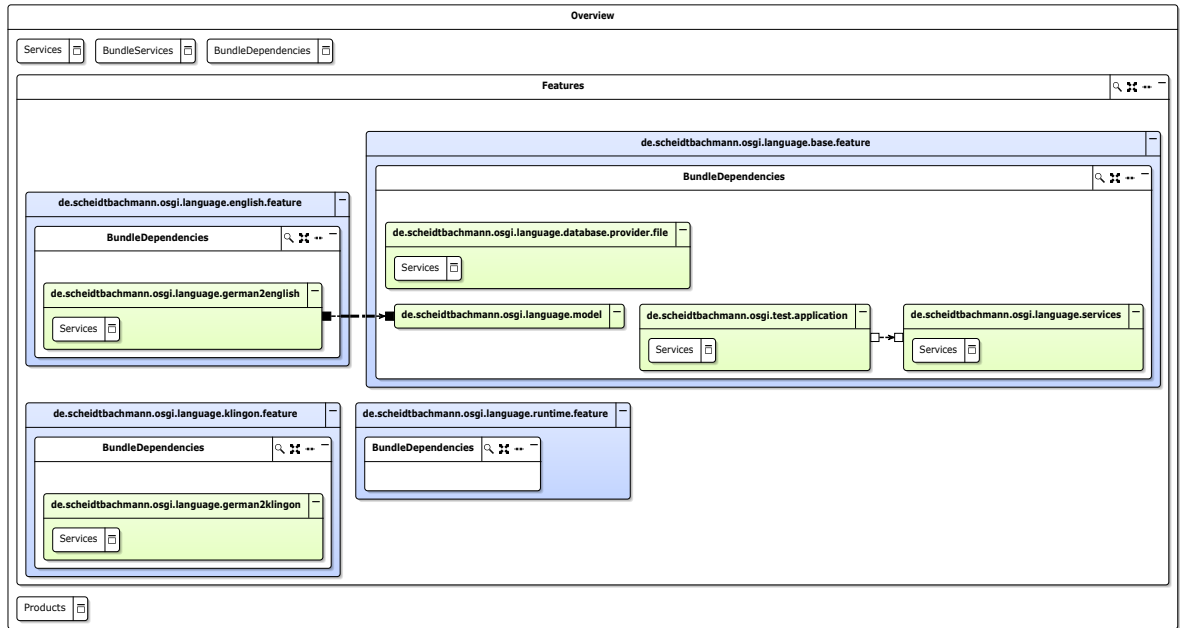 Overview
Services
BundleServices
BundleDependencies
Features
de.scheidtbachmann.osgi.language.base.feature
BundleDependencies
de.scheidtbachmann.osgi.language.english.feature
BundleDependencies
de.scheidtbachmann.osgi.language.database.provider.file
Services
de.scheidtbachmann.osgi.language.german2english
Services
de.scheidtbachmann.osgi.language.model
de.scheidtbachmann.osgi.test.application
Services
de.scheidtbachmann.osgi.language.services
Services
de.scheidtbachmann.osgi.language.klingon.feature
BundleDependencies
de.scheidtbachmann.osgi.language.german2klingon
Services
de.scheidtbachmann.osgi.language.runtime.feature
BundleDependencies
Products